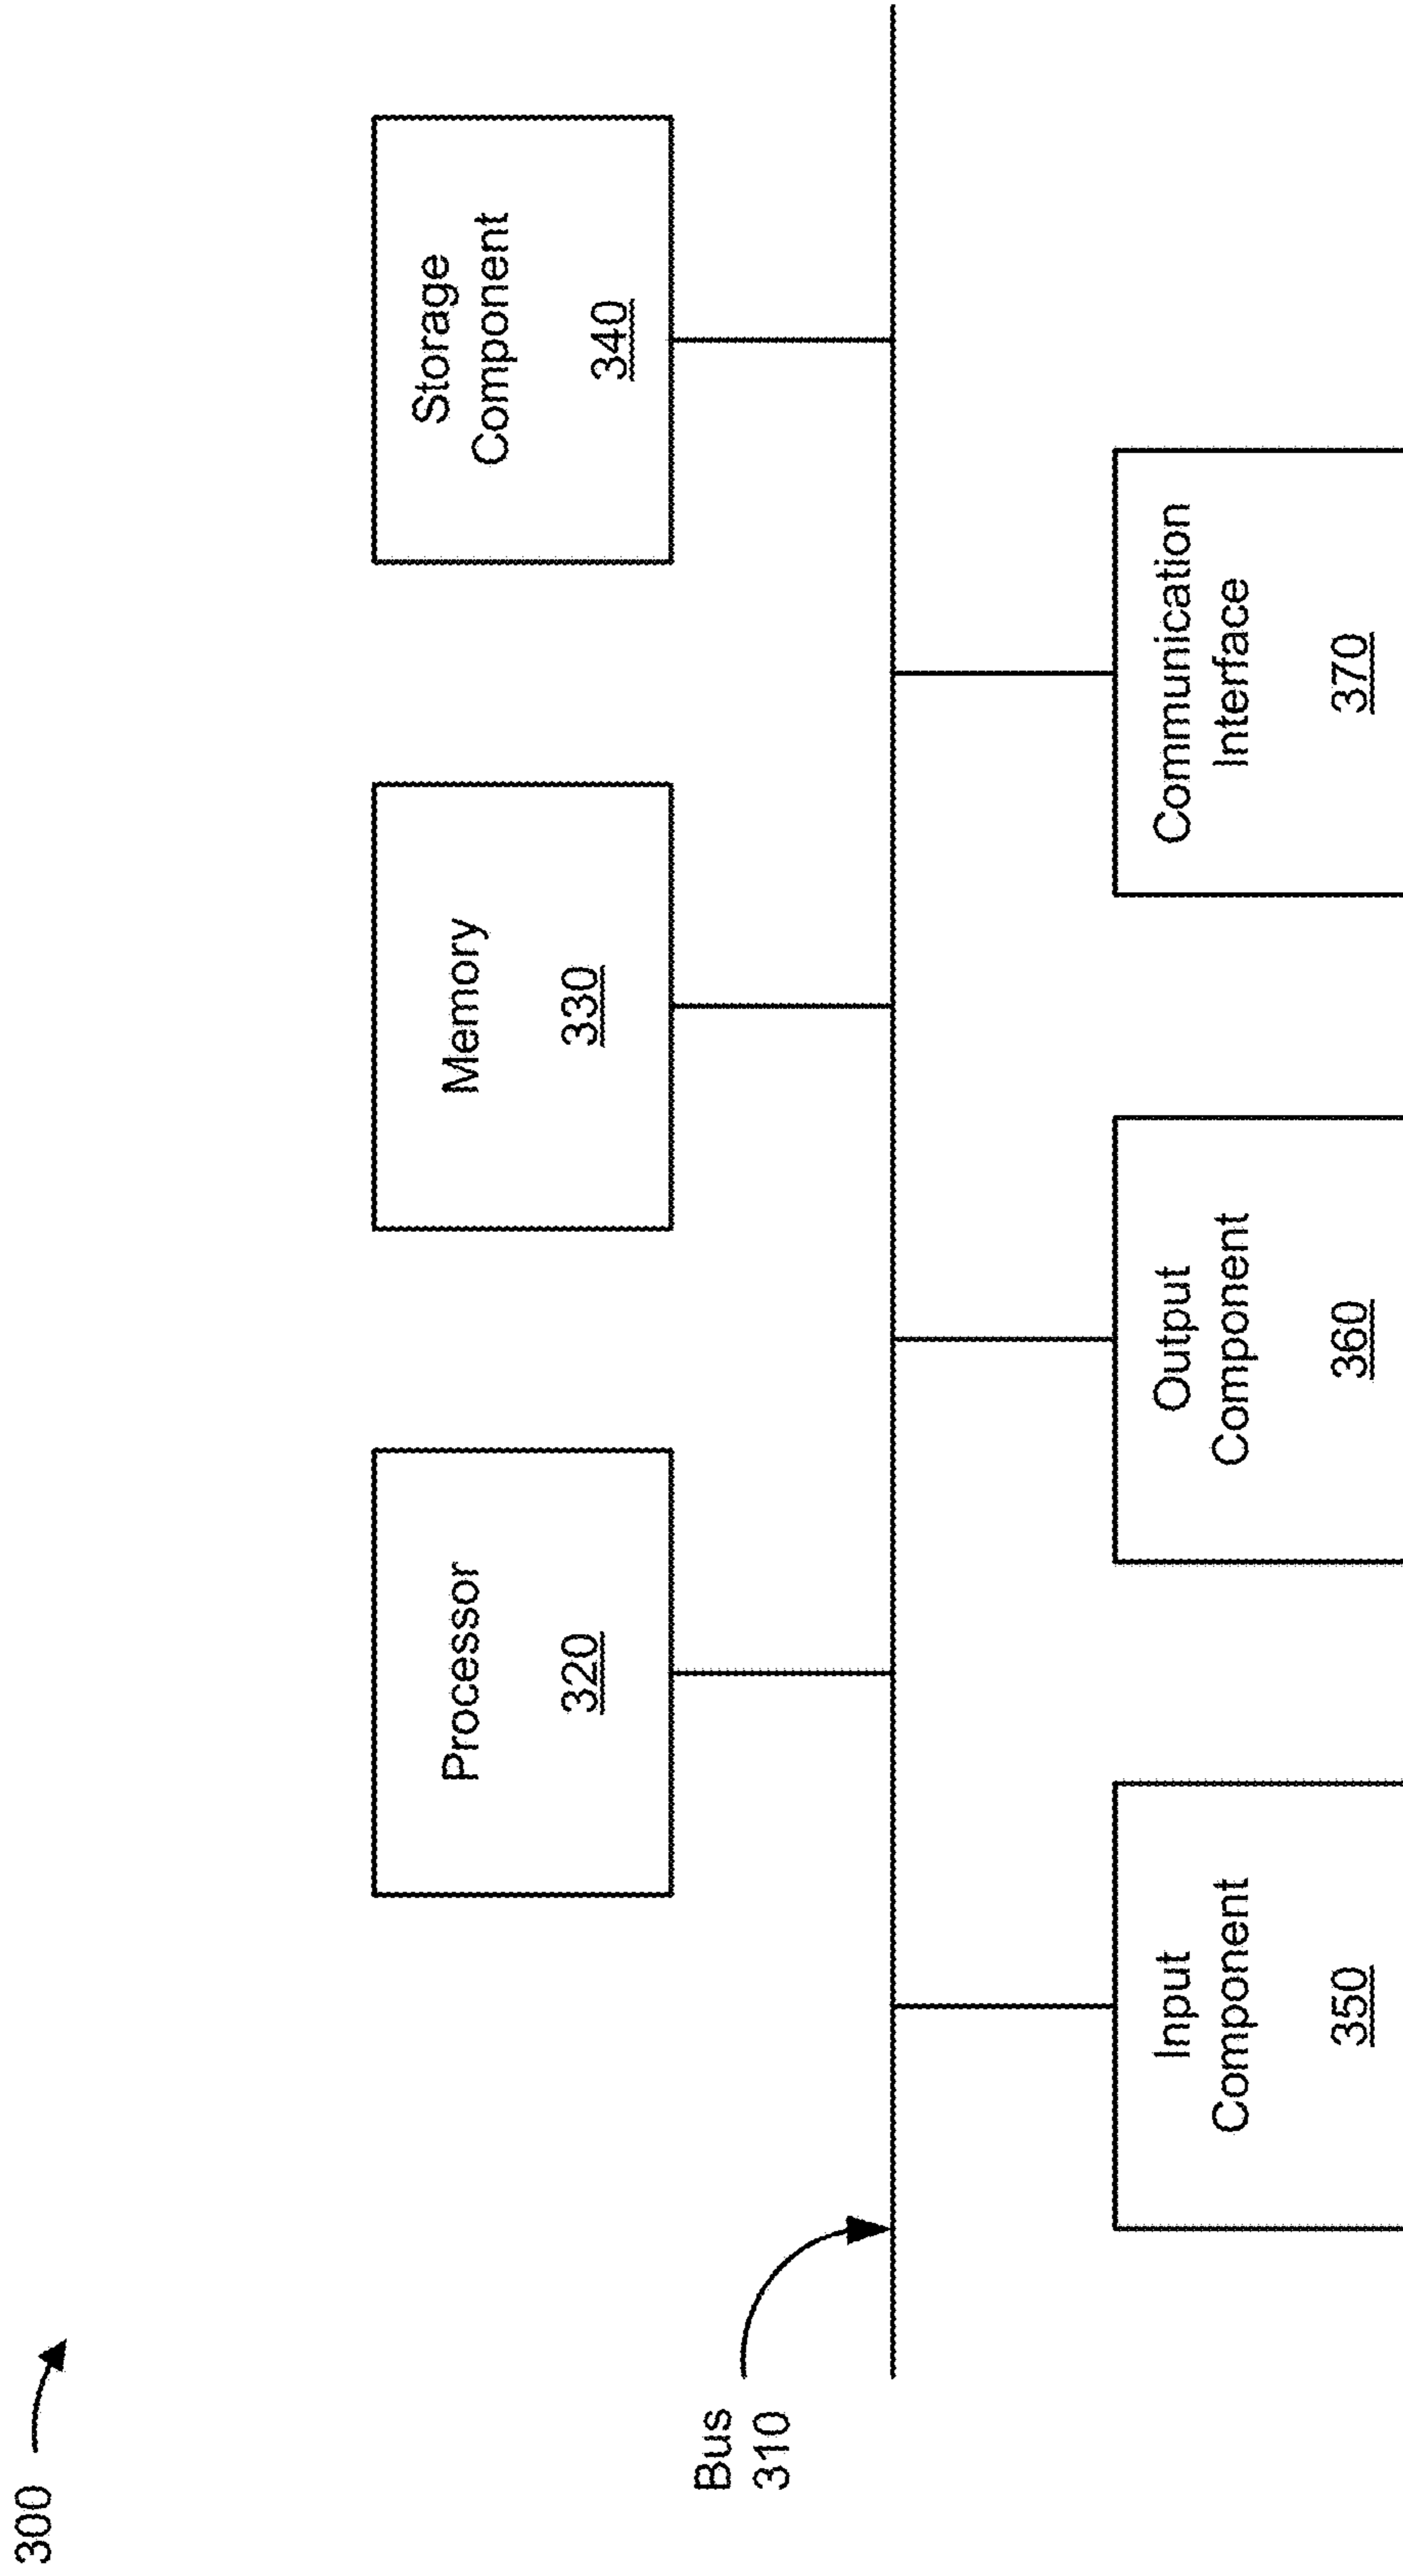 300
Processor
320
Memory
330
Storage
Component
340
Bus
310
Input
Component
350
Output
Component
360
Communication
Interface
370